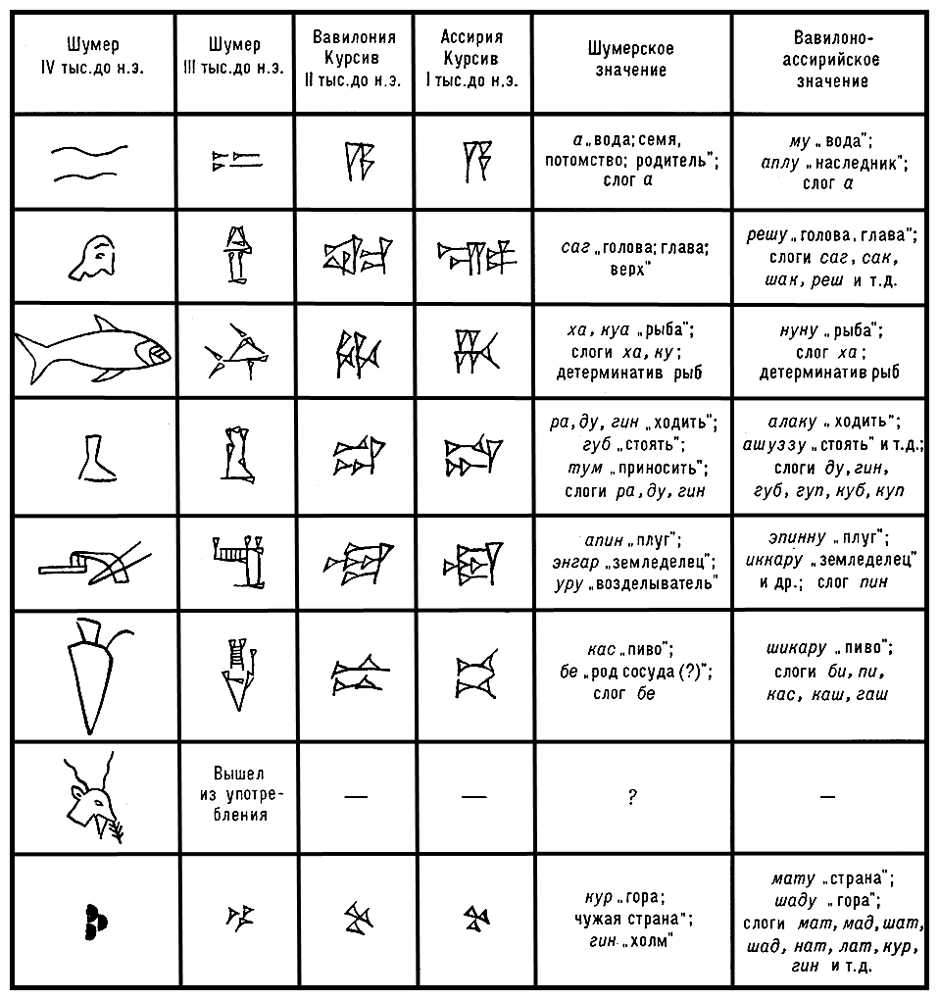 Шумер
IV тыс.до н.э.
Шумер
III тыс.до н.э.
Вавилония
Курсив
II тыс.до н.э.
Ассирия
Курсив
I тыс.до н.э.
Шумерское
значение
Вавилоно-
ассирийское
значение
а „вода; семя,
потомство; родитель";
слог а
му „вода";
аплу „наследник";
слог а
саг „голова; глава;
верх"
решу „голова, глава";
слоги саг, сак,
шак, реш и т.д.
ха, куа „рыба";
слоги ха, ку;
детерминатив рыб
нуну „рыба";
слог ха;
детерминатив рыб
ра, ду, гин „ходить";
губ „стоять";
тум „приносить";
слоги ра, ду, гин
алаку „ходить";
ашуззу „стоять" и т.д.;
слоги ду, гин,
губ, гуп, куб, куп
апин „плуг";
энгар „земледелец";
уру „возделыватель"
эпинну „плуг";
иккару „земледелец"
и др.; слог пин
кас „пиво";
бе „род сосуда (?)";
слог бе
шикару „пиво";
слоги би, пи,
кас, каш, гаш
Вышел
из употре-
бления
—
—
?
—
кур „гора;
чужая страна";
гин „холм"
мату „страна";
шаду „гора";
слоги мат, мад, шат,
шад, нат, лат, кур,
гин и т.д.